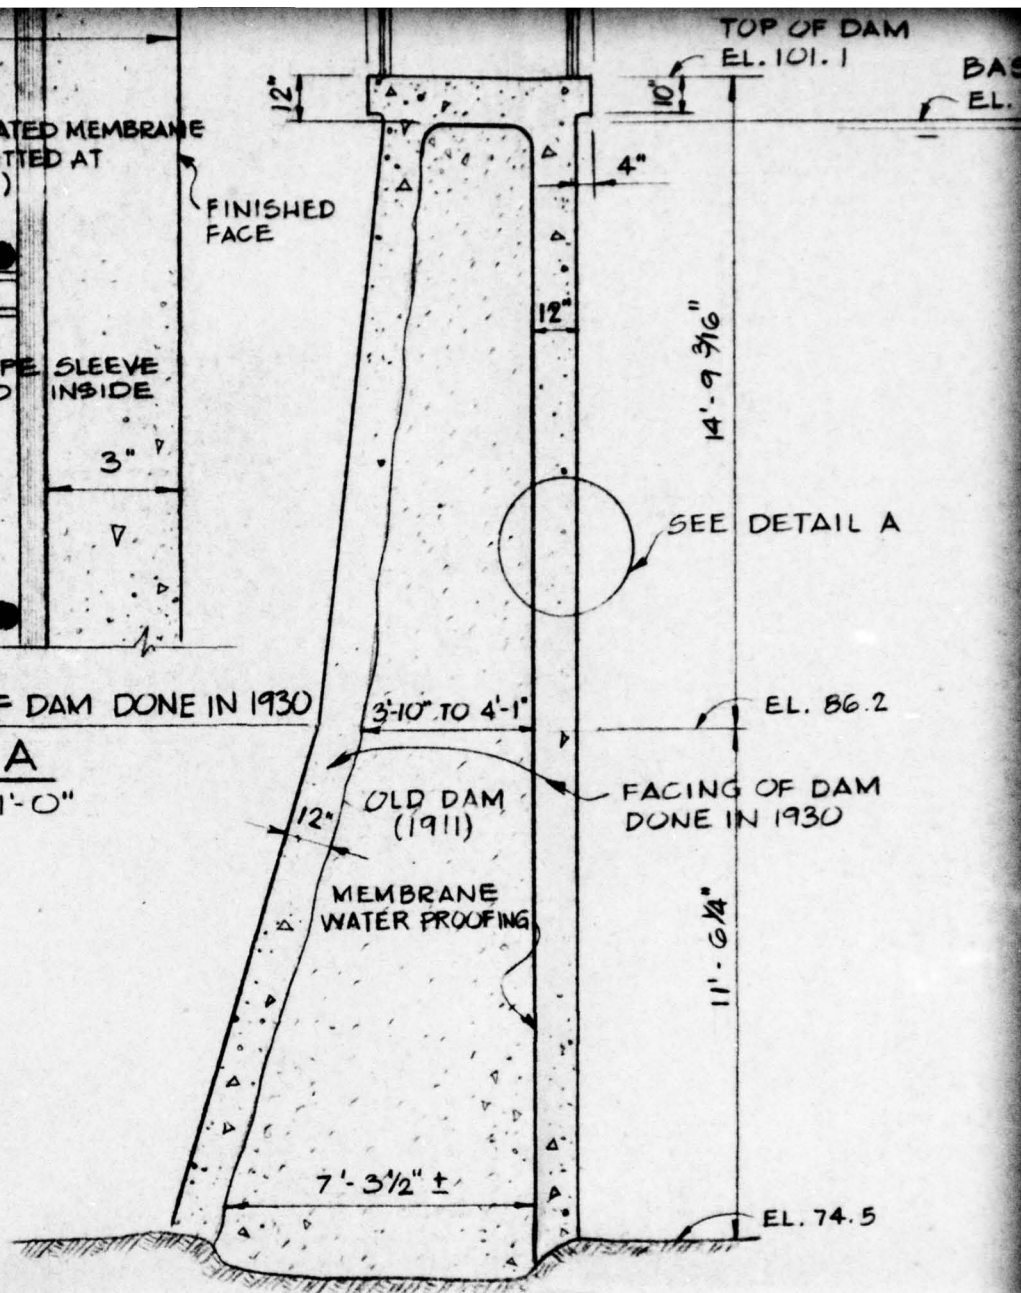 TOP OF DAM
EL. 101.1
BAS
EL.
12"
10"
ATED MEMBRANE
TTED AT
)
4"
FINISHED
FACE
12"
14'-9 3/16"
PE SLEEVE
D INSIDE
3"
SEE DETAIL A
F DAM DONE IN 1930
3'-10" TO 4'-1"
EL. 86.2
A
1'-0"
OLD DAM
(1911)
12"
FACING OF DAM
DONE IN 1930
MEMBRANE
WATER PROOFING
11'-6 1/4"
7'-3 1/2" ±
EL. 74.5